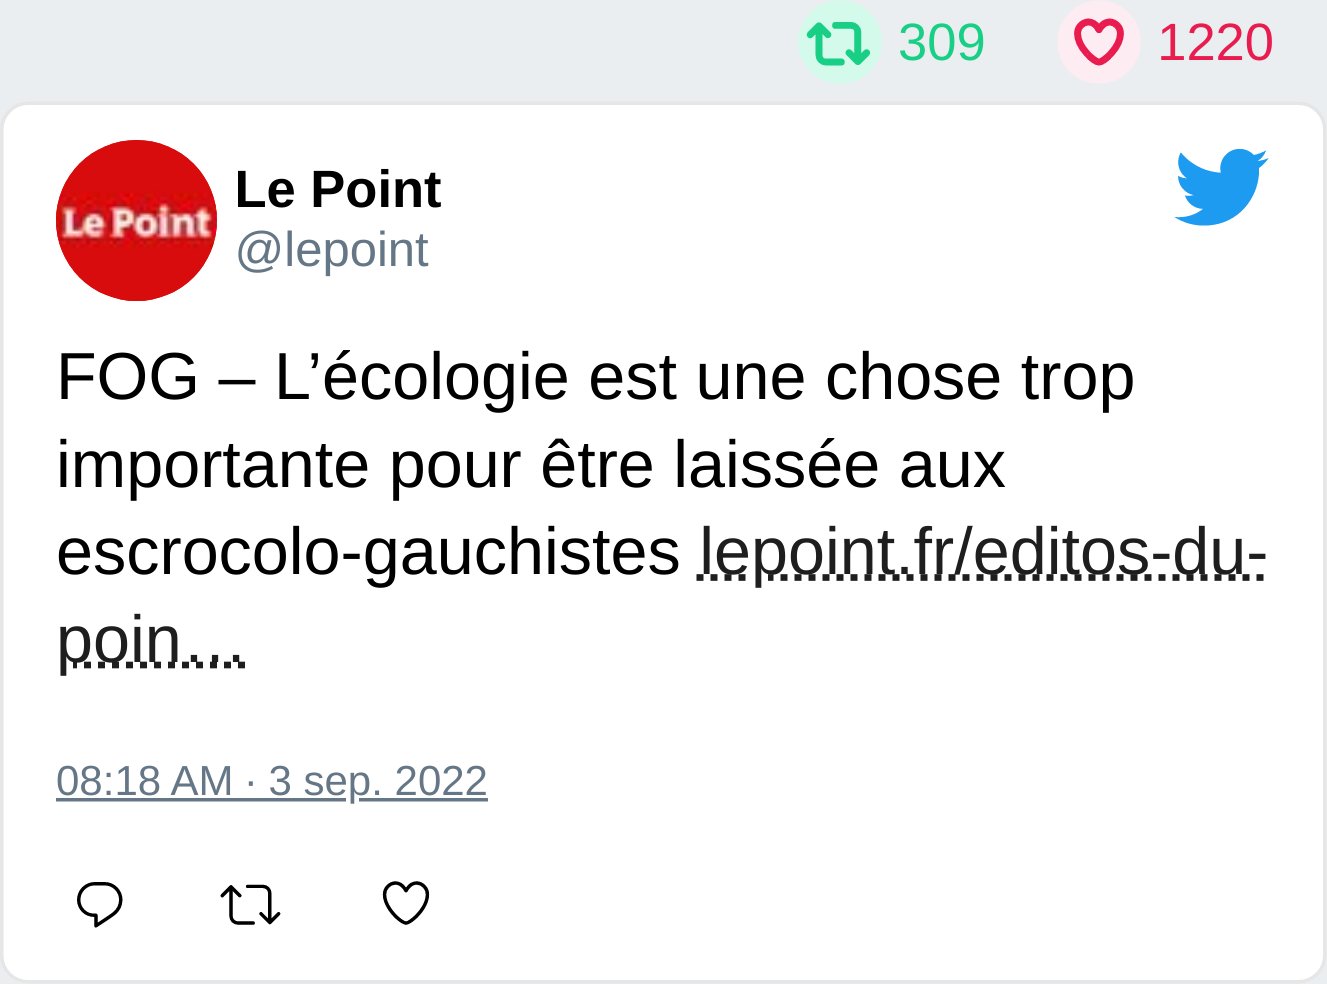 309 1220
Le Point
Le Point
@lepoint
FOG – L’écologie est une chose trop
importante pour être laissée aux
escrocolo-gauchistes lepoint.fr/editos-du-
poin…
08:18 AM · 3 sep. 2022